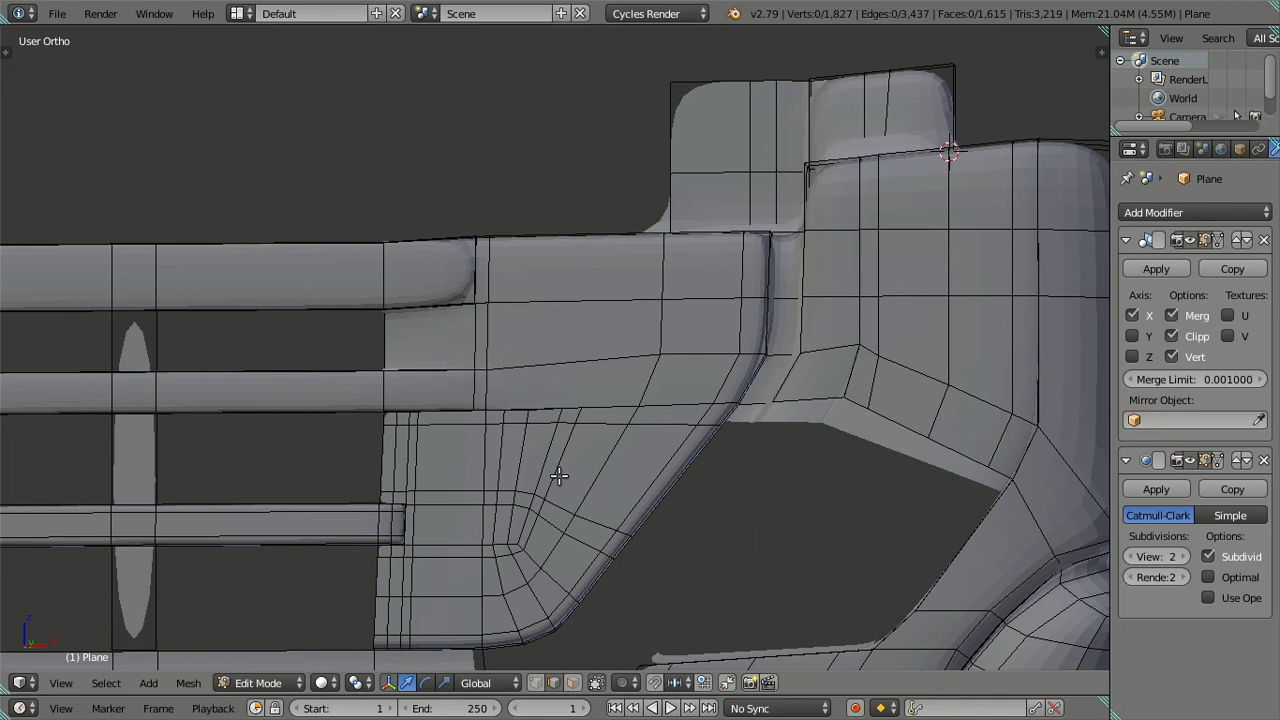 File Render Window Help Default Scene Cycles Render v2.79 | Verts:0/1,827 | Edges:0/3,437 | Faces:0/1,615 | Tris:3,219 | Mem:21.04M (4.55M) | Plane
User Ortho
View Search All Sc
Scene
RenderL
World
Camera
Plane
Add Modifier
Apply Copy
Axis: Options: Textures:
X Merg U
Y Clipp V
Z Vert
Merge Limit: 0.001000
Mirror Object:
Apply Copy
Catmull-Clark Simple
Subdivisions: Options:
View: 2 Subdivid
Rende:2 Optimal
Use Ope
z
x
(1) Plane
View Select Add Mesh Edit Mode Global
View Marker Frame Playback Start: 1 End: 250 1 No Sync